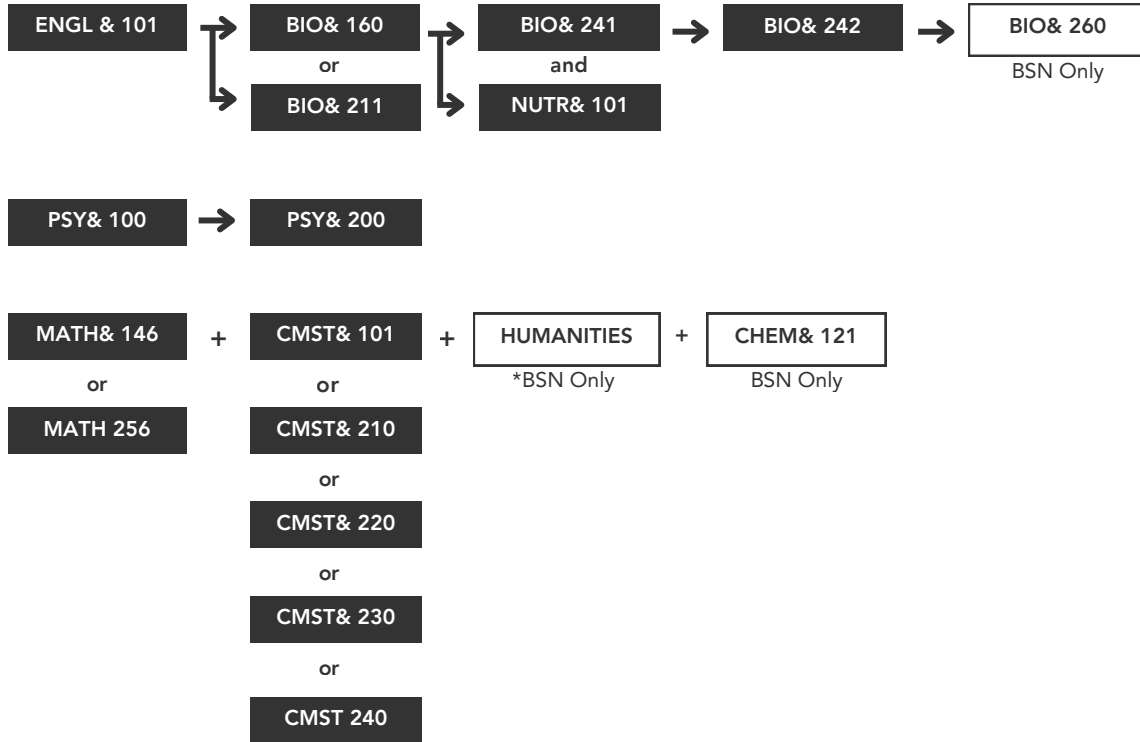 ENGL & 101
BIO& 160
BIO& 241
BIO& 242
BIO& 260
or
and
BSN Only
BIO& 211
NUTR& 101
PSY& 100
PSY& 200
MATH& 146
+
CMST& 101
+
HUMANITIES
+
CHEM& 121
or
or
*BSN Only
BSN Only
MATH 256
CMST& 210
or
CMST& 220
or
CMST& 230
or
CMST 240